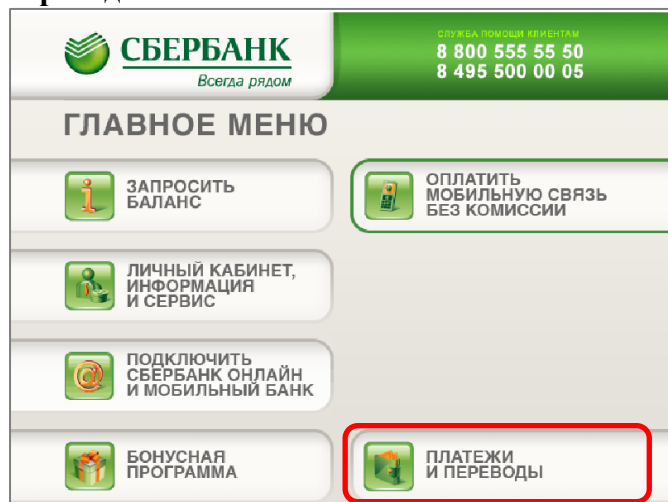 СБЕРБАНК
Всегда рядом
СЛУЖБА ПОМОЩИ КЛИЕНТАМ
8 800 555 55 50
8 495 500 00 05
ГЛАВНОЕ МЕНЮ
ЗАПРОСИТЬ
БАЛАНС
ОПЛАТИТЬ
МОБИЛЬНУЮ СВЯЗЬ
БЕЗ КОМИССИИ
ЛИЧНЫЙ КАБИНЕТ,
ИНФОРМАЦИЯ
И СЕРВИС
ПОДКЛЮЧИТЬ
СБЕРБАНК ОНЛАЙН
И МОБИЛЬНЫЙ БАНК
БОНУСНАЯ
ПРОГРАММА
ПЛАТЕЖИ
И ПЕРЕВОДЫ